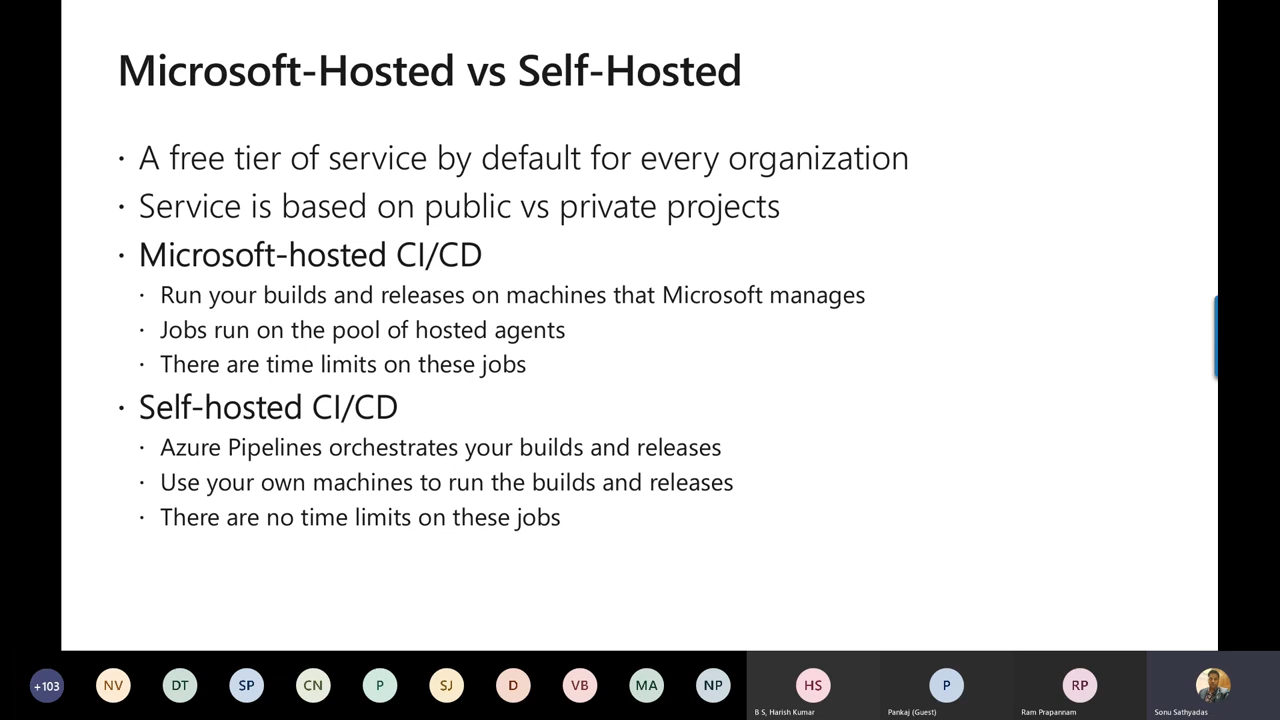 Microsoft-Hosted vs Self-Hosted
• A free tier of service by default for every organization
• Service is based on public vs private projects
• Microsoft-hosted CI/CD
• Run your builds and releases on machines that Microsoft manages
• Jobs run on the pool of hosted agents
• There are time limits on these jobs
• Self-hosted CI/CD
• Azure Pipelines orchestrates your builds and releases
• Use your own machines to run the builds and releases
• There are no time limits on these jobs
+103 NV DT SP CN P SJ D VB MA NP HS P RP
B S, Harish Kumar Pankaj (Guest) Ram Prapannam Sonu Sathyadas